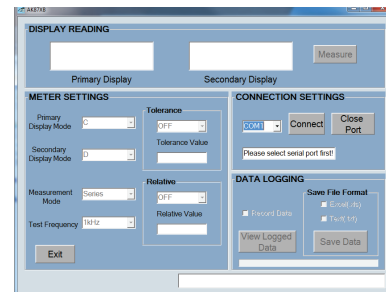 AK87XB
DISPLAY READING
Measure
Primary Display
Secondary Display
METER SETTINGS
Primary
Display Mode
C
Secondary
Display Mode
D
Measurement
Mode
Series
Test Frequency
1kHz
Exit
Tolerance
OFF
Tolerance Value
Relative
OFF
Relative Value
CONNECTION SETTINGS
COM1
Connect
Close
Port
Please select serial port first!
DATA LOGGING
Save File Format
Record Data
Excel(.xls)
Text(.txt)
View Logged
Data
Save Data